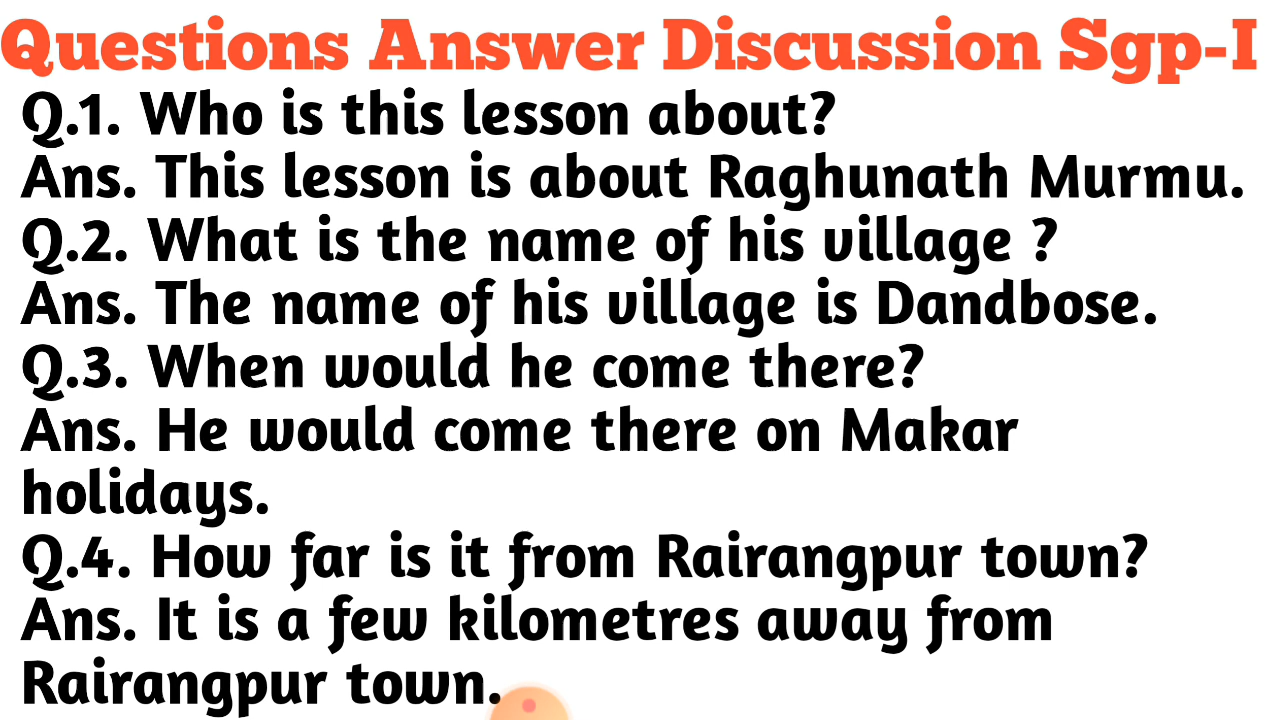 Questions Answer Discussion Sgp-I
Q.1. Who is this lesson about?
Ans. This lesson is about Raghunath Murmu.
Q.2. What is the name of his village ?
Ans. The name of his village is Dandbose.
Q.3. When would he come there?
Ans. He would come there on Makar
holidays.
Q.4. How far is it from Rairangpur town?
Ans. It is a few kilometres away from
Rairangpur town.